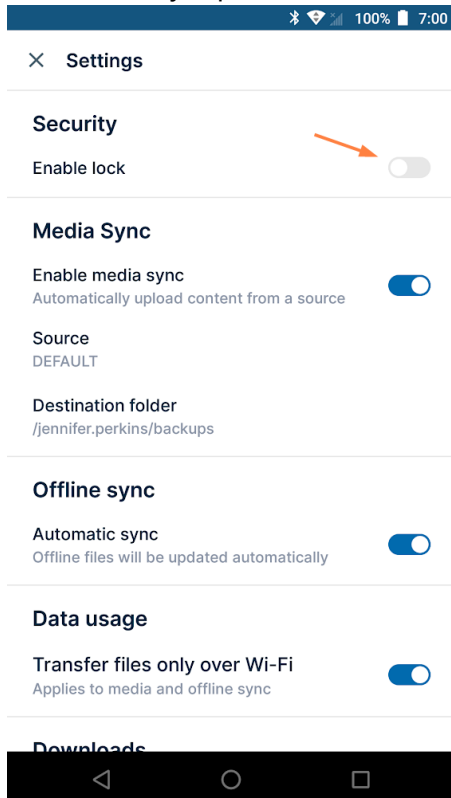 100% 7:00
Settings
Security
Enable lock
Media Sync
Enable media sync
Automatically upload content from a source
Source
DEFAULT
Destination folder
/jennifer.perkins/backups
Offline sync
Automatic sync
Offline files will be updated automatically
Data usage
Transfer files only over Wi-Fi
Applies to media and offline sync
Downloads